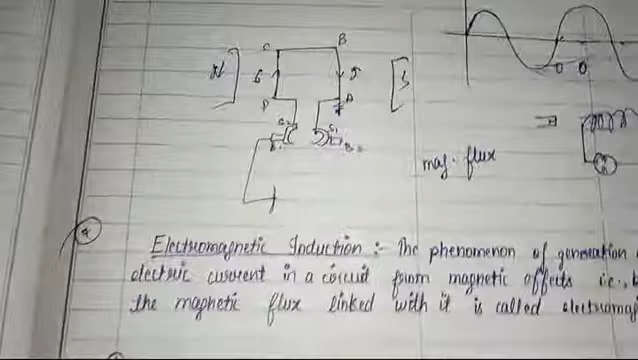 C B
N S
mag. flux
Electromagnetic Induction :- The phenomenon of generation
electric current in a circuit from magnetic effects i.e.,
the magnetic flux linked with it is called electromag